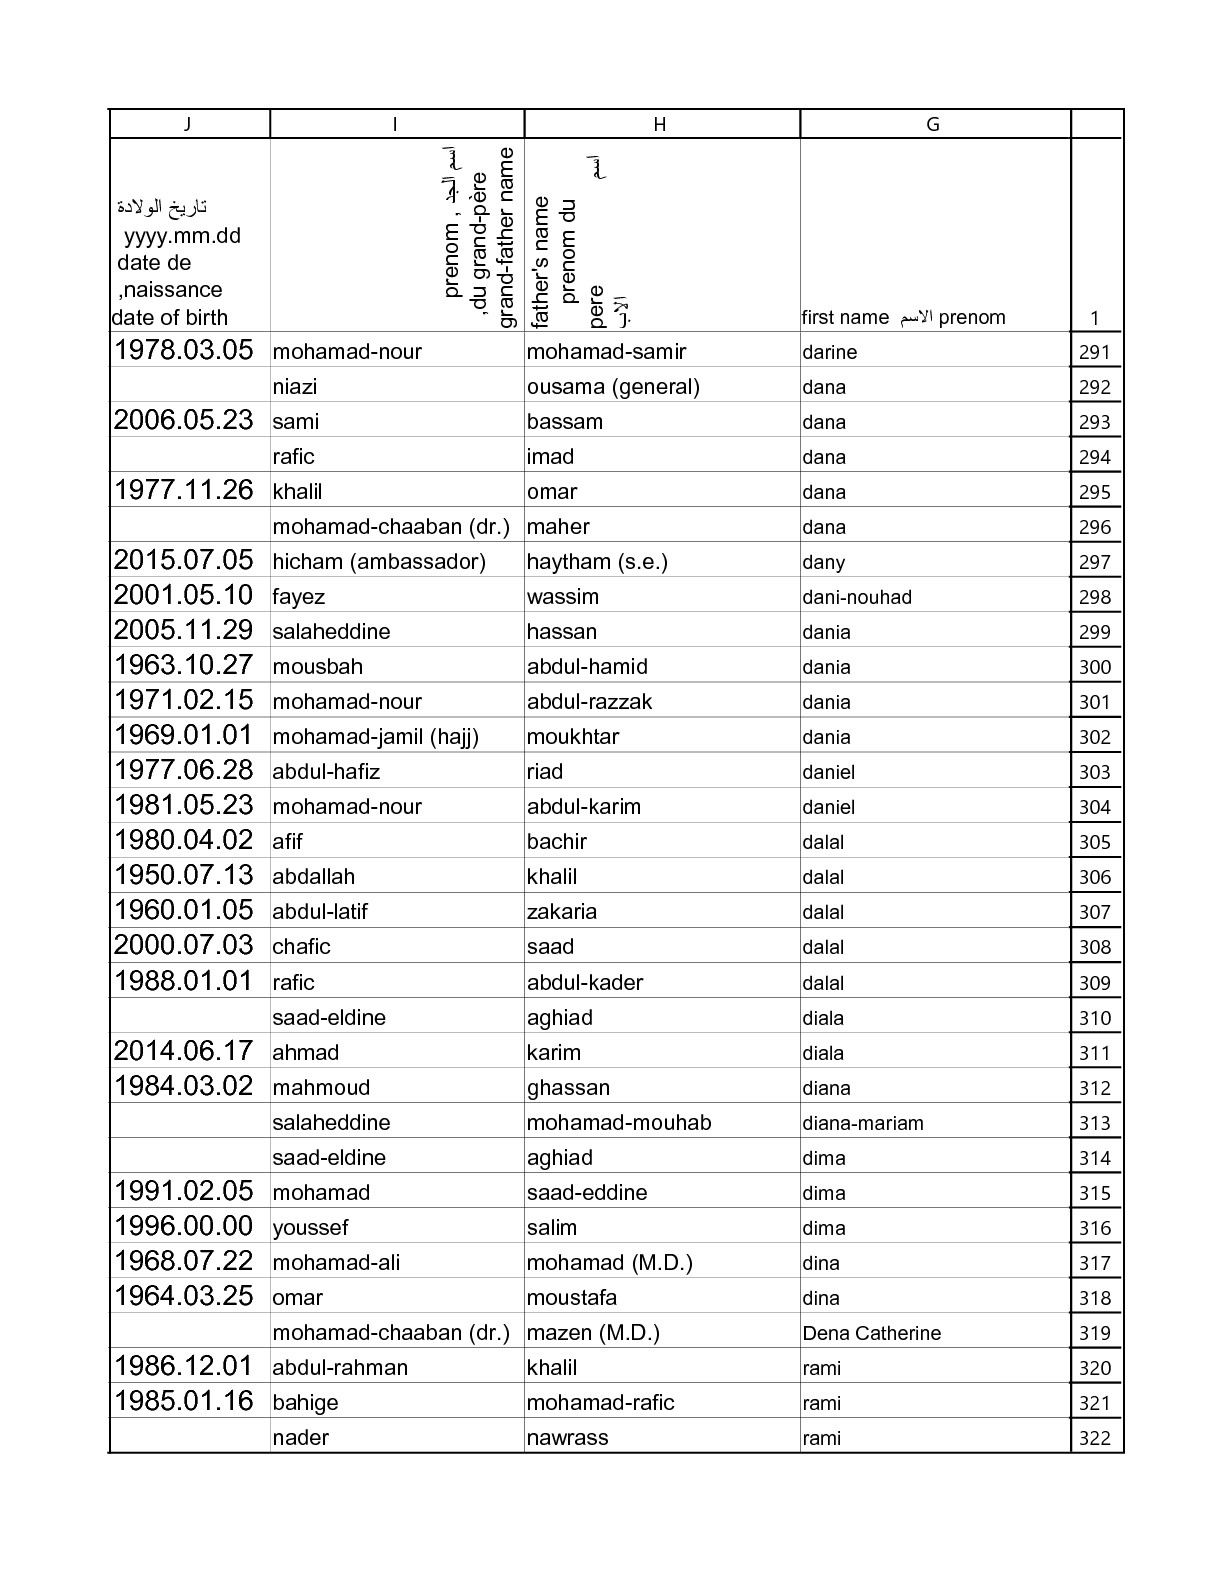 J I H G
تاريخ الولادة
yyyy.mm.dd
date de
,naissance
date of birth
prenom , اسم الجد
,du grand-père
grand-father name
father's name
prenom du
pere اسم
الاب
first name الاسم prenom 1
1978.03.05 mohamad-nour mohamad-samir darine 291
niazi ousama (general) dana 292
2006.05.23 sami bassam dana 293
rafic imad dana 294
1977.11.26 khalil omar dana 295
mohamad-chaaban (dr.) maher dana 296
2015.07.05 hicham (ambassador) haytham (s.e.) dany 297
2001.05.10 fayez wassim dani-nouhad 298
2005.11.29 salaheddine hassan dania 299
1963.10.27 mousbah abdul-hamid dania 300
1971.02.15 mohamad-nour abdul-razzak dania 301
1969.01.01 mohamad-jamil (hajj) moukhtar dania 302
1977.06.28 abdul-hafiz riad daniel 303
1981.05.23 mohamad-nour abdul-karim daniel 304
1980.04.02 afif bachir dalal 305
1950.07.13 abdallah khalil dalal 306
1960.01.05 abdul-latif zakaria dalal 307
2000.07.03 chafic saad dalal 308
1988.01.01 rafic abdul-kader dalal 309
saad-eldine aghiad diala 310
2014.06.17 ahmad karim diala 311
1984.03.02 mahmoud ghassan diana 312
salaheddine mohamad-mouhab diana-mariam 313
saad-eldine aghiad dima 314
1991.02.05 mohamad saad-eddine dima 315
1996.00.00 youssef salim dima 316
1968.07.22 mohamad-ali mohamad (M.D.) dina 317
1964.03.25 omar moustafa dina 318
mohamad-chaaban (dr.) mazen (M.D.) Dena Catherine 319
1986.12.01 abdul-rahman khalil rami 320
1985.01.16 bahige mohamad-rafic rami 321
nader nawrass rami 322